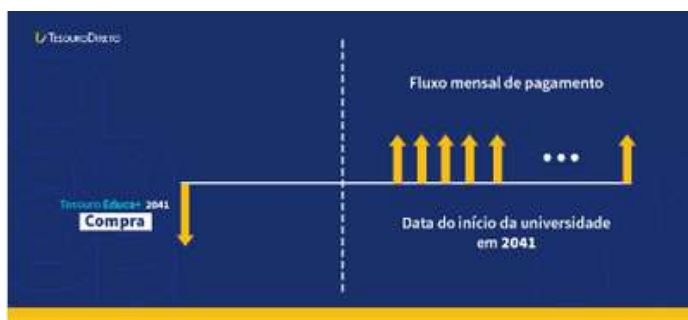 TesouroDireto
Fluxo mensal de pagamento
Tesouro Educa+ 2041
Compra
Data do início da universidade
em 2041